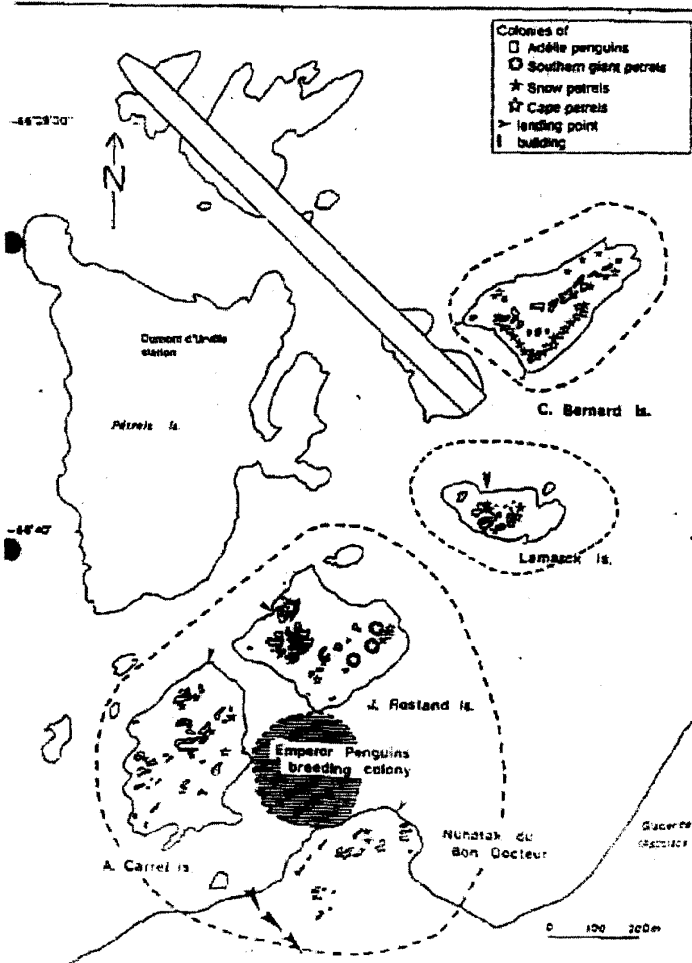 Colonies of
Adélie penguins
Southern giant petrels
Snow petrels
Cape petrels
landing point
building
N
Dumont d'Urville
station
Pétrels Is.
C. Bernard Is.
-66°40'
Lamarck Is.
J. Rostand Is.
Emperor Penguins
breeding colony
Nunatak du
Bon Docteur
A. Carrel Is.
0 100 200m